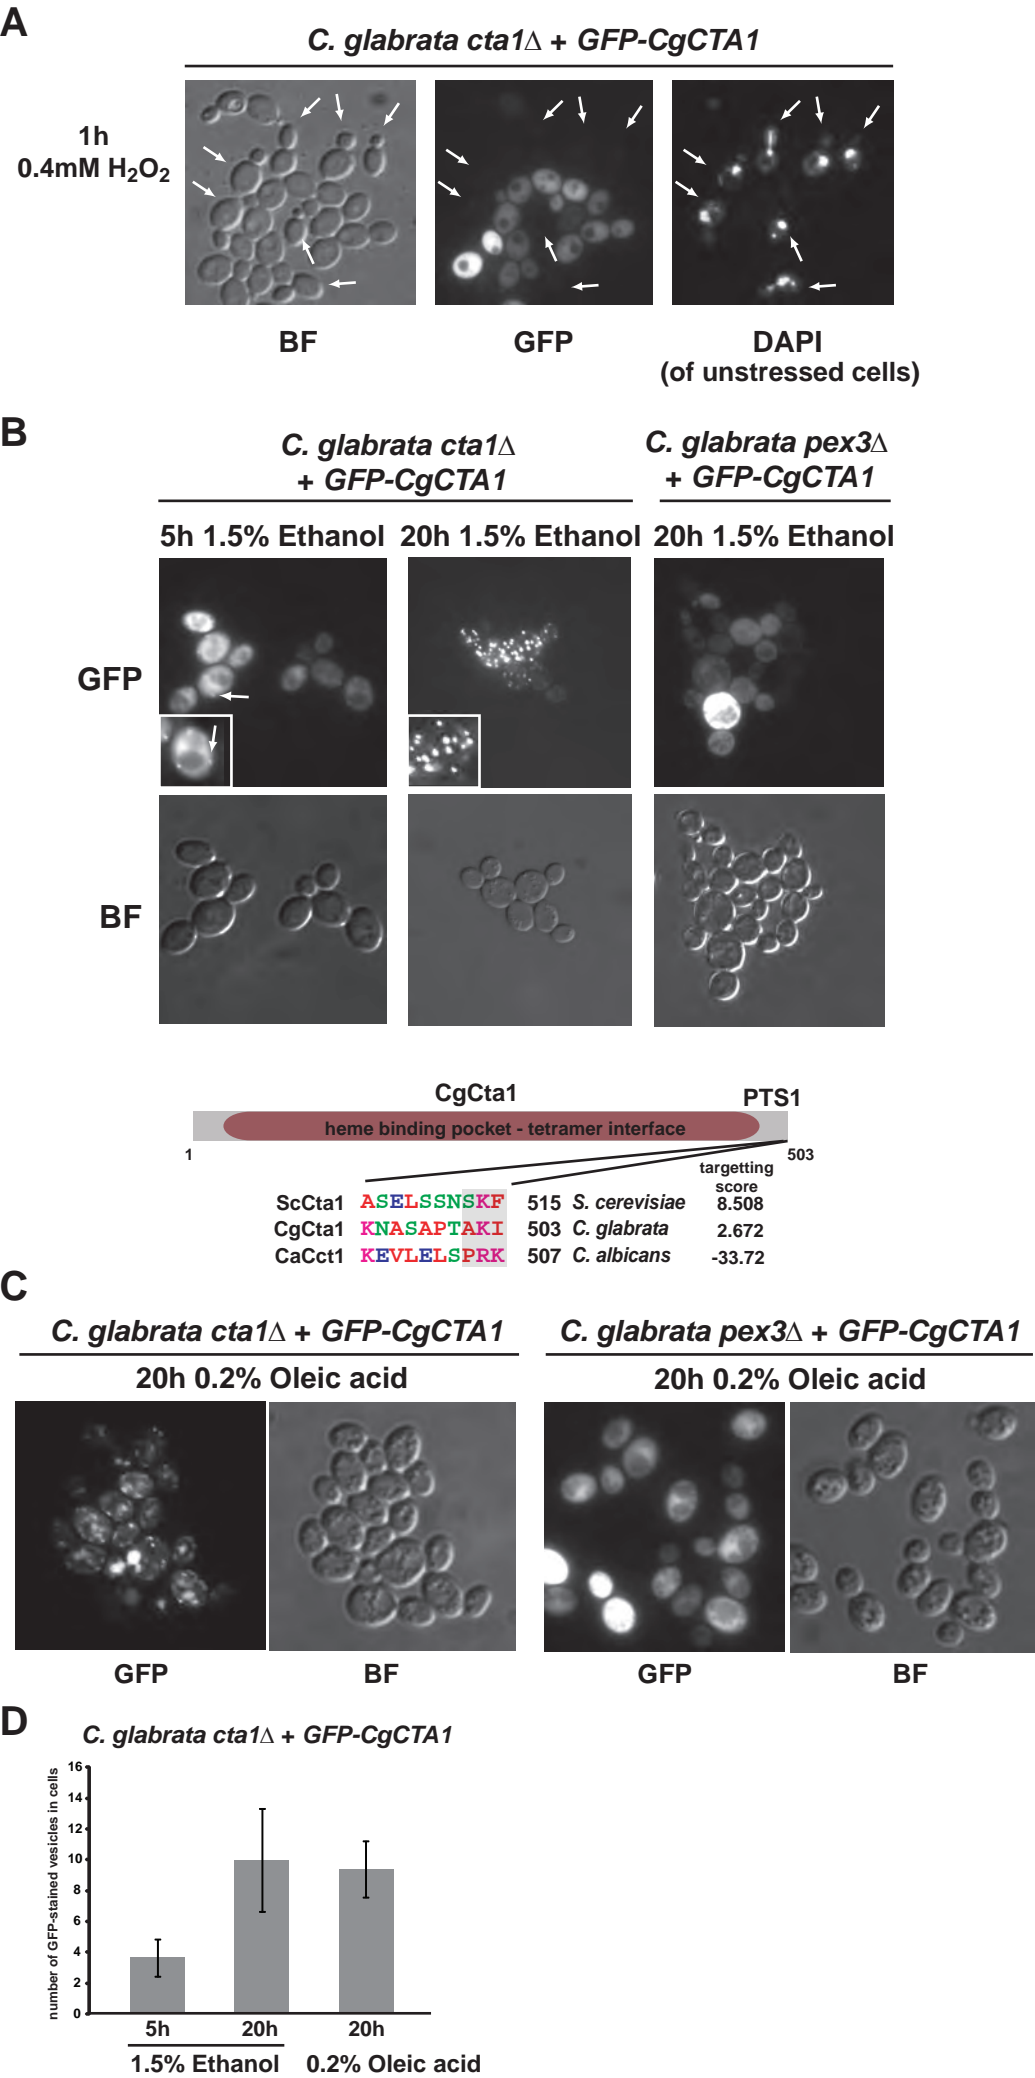 A
C. glabrata cta1Δ + GFP-CgCTA1
1h
0.4mM H₂O₂
BF
GFP
DAPI
(of unstressed cells)
B
C. glabrata cta1Δ
+ GFP-CgCTA1
C. glabrata pex3Δ
+ GFP-CgCTA1
5h 1.5% Ethanol
20h 1.5% Ethanol
20h 1.5% Ethanol
GFP
BF
CgCta1
PTS1
heme binding pocket - tetramer interface
1
503
targetting
score
ScCta1 ASELSSNSKF 515 S. cerevisiae 8.508
CgCta1 KNASAPTAKI 503 C. glabrata 2.672
CaCct1 KEVLELSPRK 507 C. albicans -33.72
C
C. glabrata cta1Δ + GFP-CgCTA1
C. glabrata pex3Δ + GFP-CgCTA1
20h 0.2% Oleic acid
20h 0.2% Oleic acid
GFP
BF
GFP
BF
D
C. glabrata cta1Δ + GFP-CgCTA1
number of GFP-stained vesicles in cells
16
14
12
10
8
6
4
2
0
5h
20h
20h
1.5% Ethanol
0.2% Oleic acid